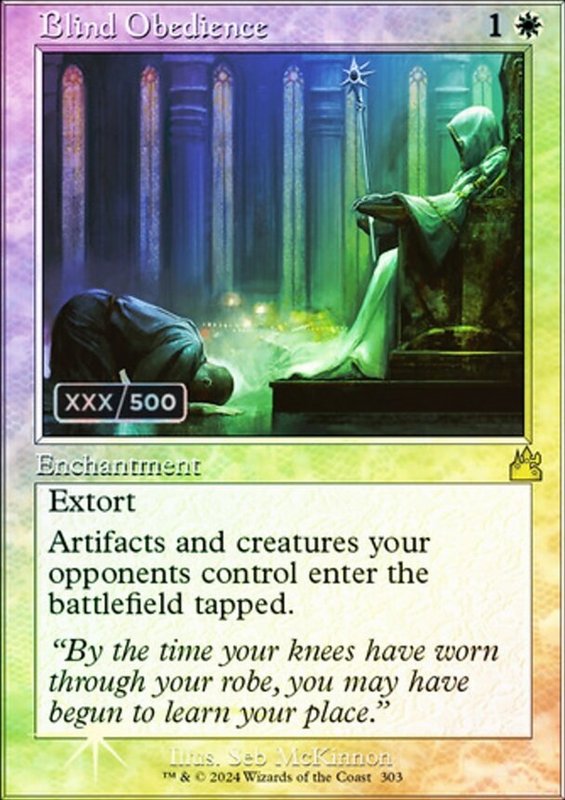 Blind Obedience 1
XXX/500
Enchantment
Extort
Artifacts and creatures your
opponents control enter the
battlefield tapped.
“By the time your knees have worn
through your robe, you may have
begun to learn your place.”
Illus. Seb McKinnon
™ & © 2024 Wizards of the Coast 303